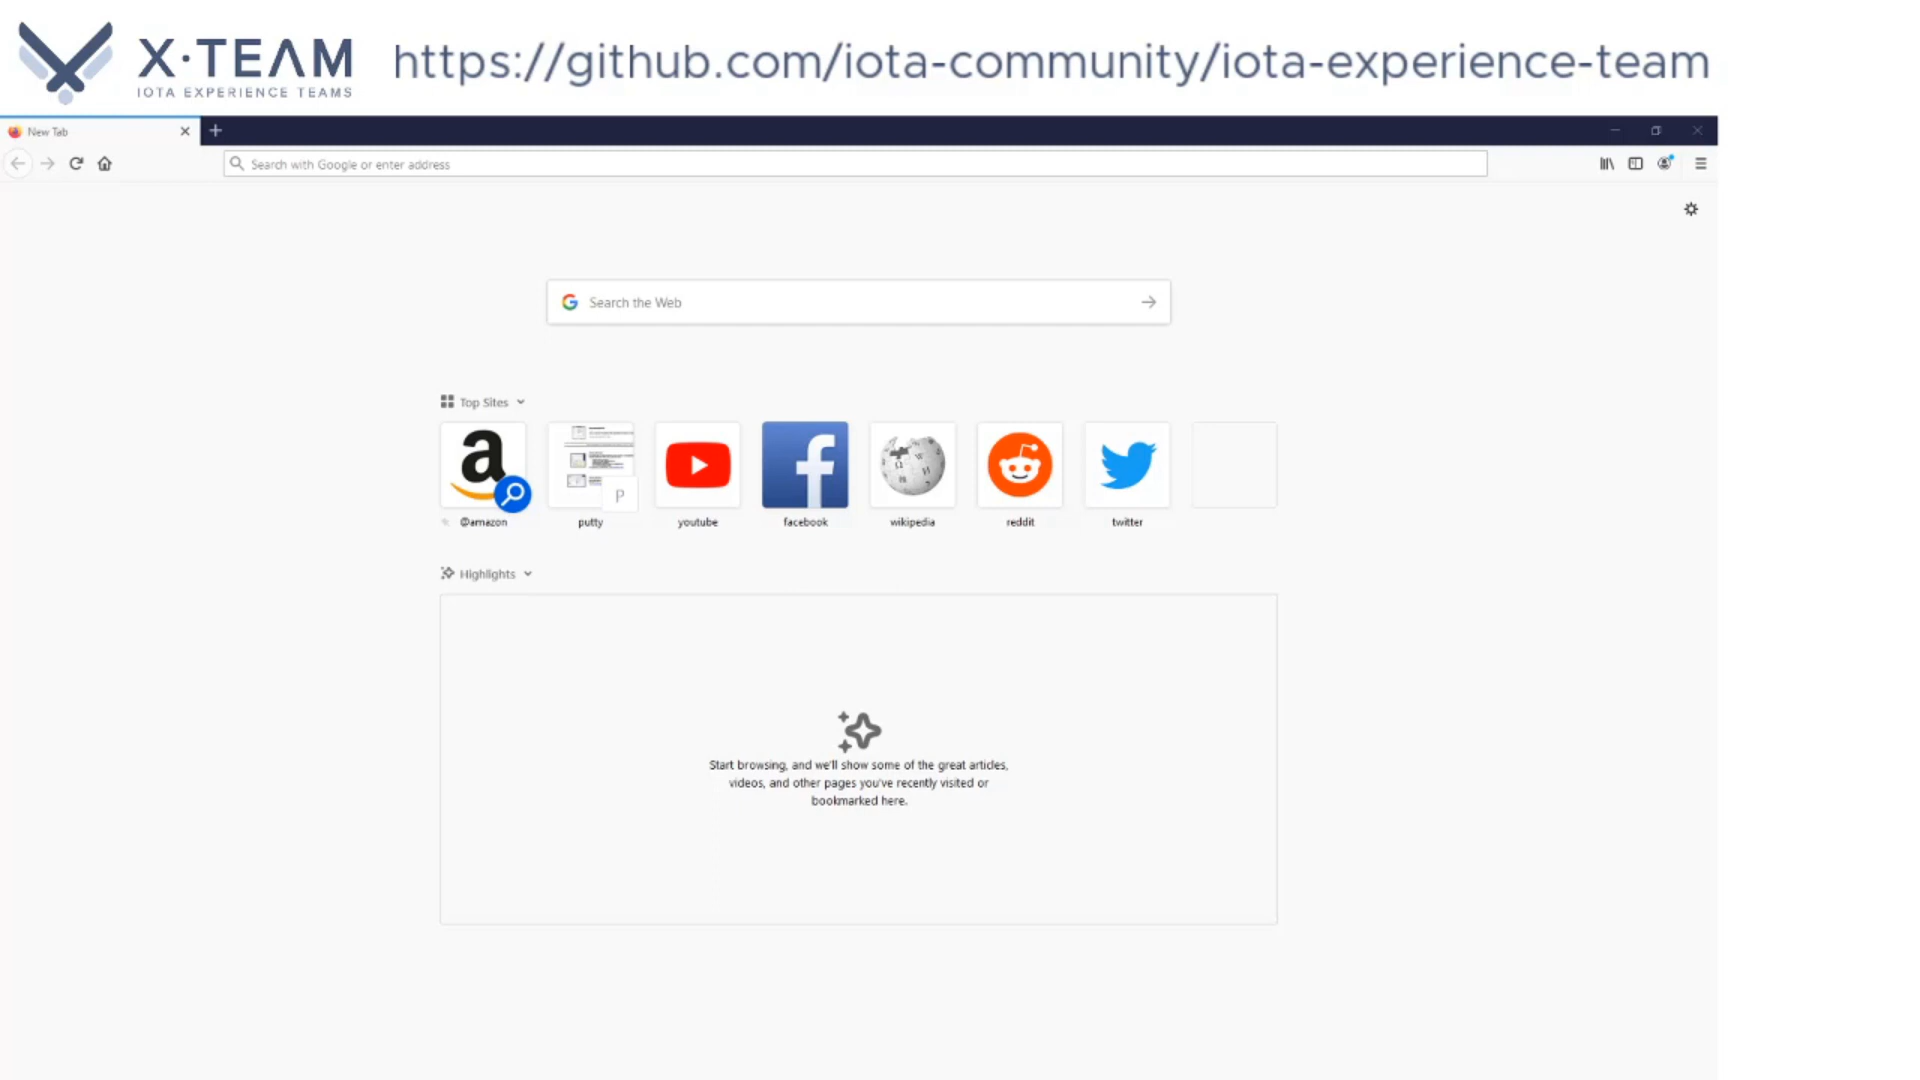 X·TEAM
IOTA EXPERIENCE TEAMS
https://github.com/iota-community/iota-experience-team
New Tab
Search with Google or enter address
Search the Web
Top Sites
P
@amazon
putty
youtube
facebook
wikipedia
reddit
twitter
Highlights
Start browsing, and we'll show some of the great articles,
videos, and other pages you've recently visited or
bookmarked here.